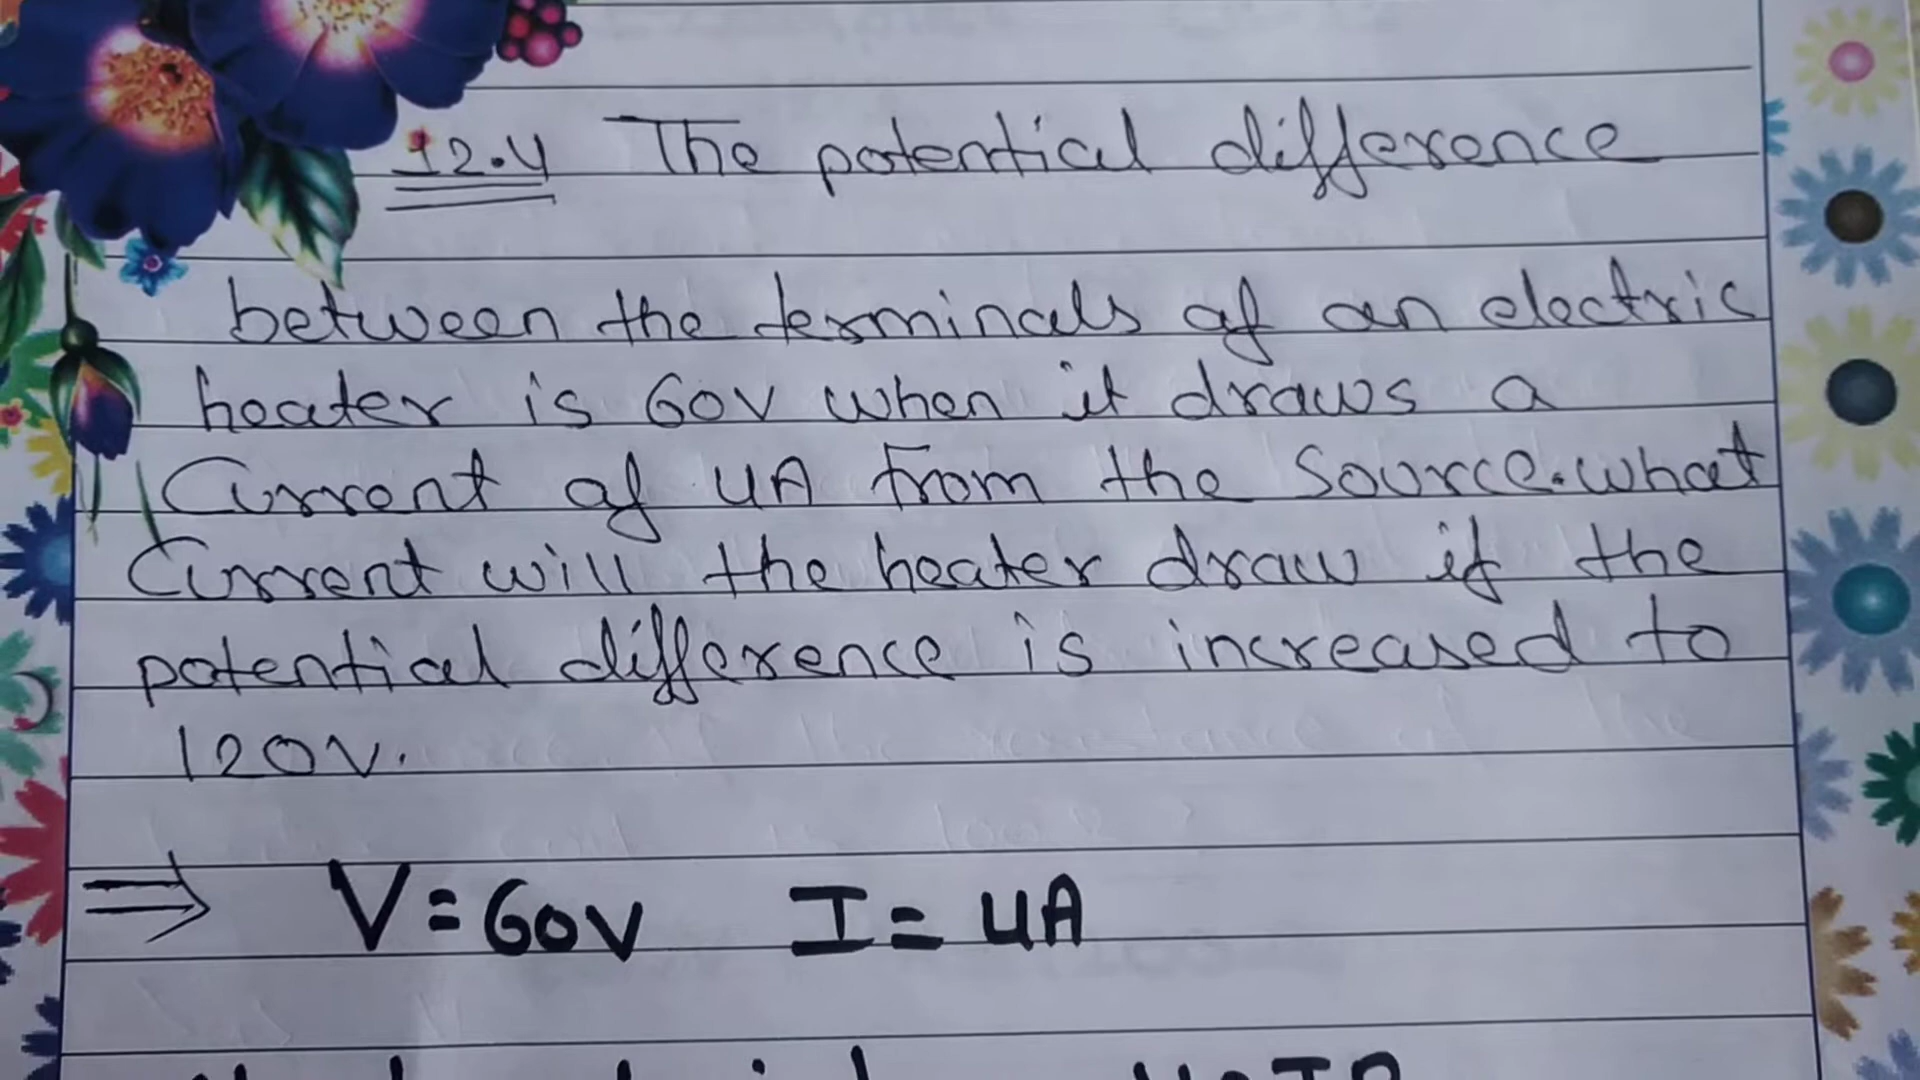 12.4 The potential difference
between the terminals of an electric
heater is 60V when it draws a
Current of 4A from the Source. what
Current will the heater draw if the
potential difference is increased to
120V.
⇒ V=60V I=4A